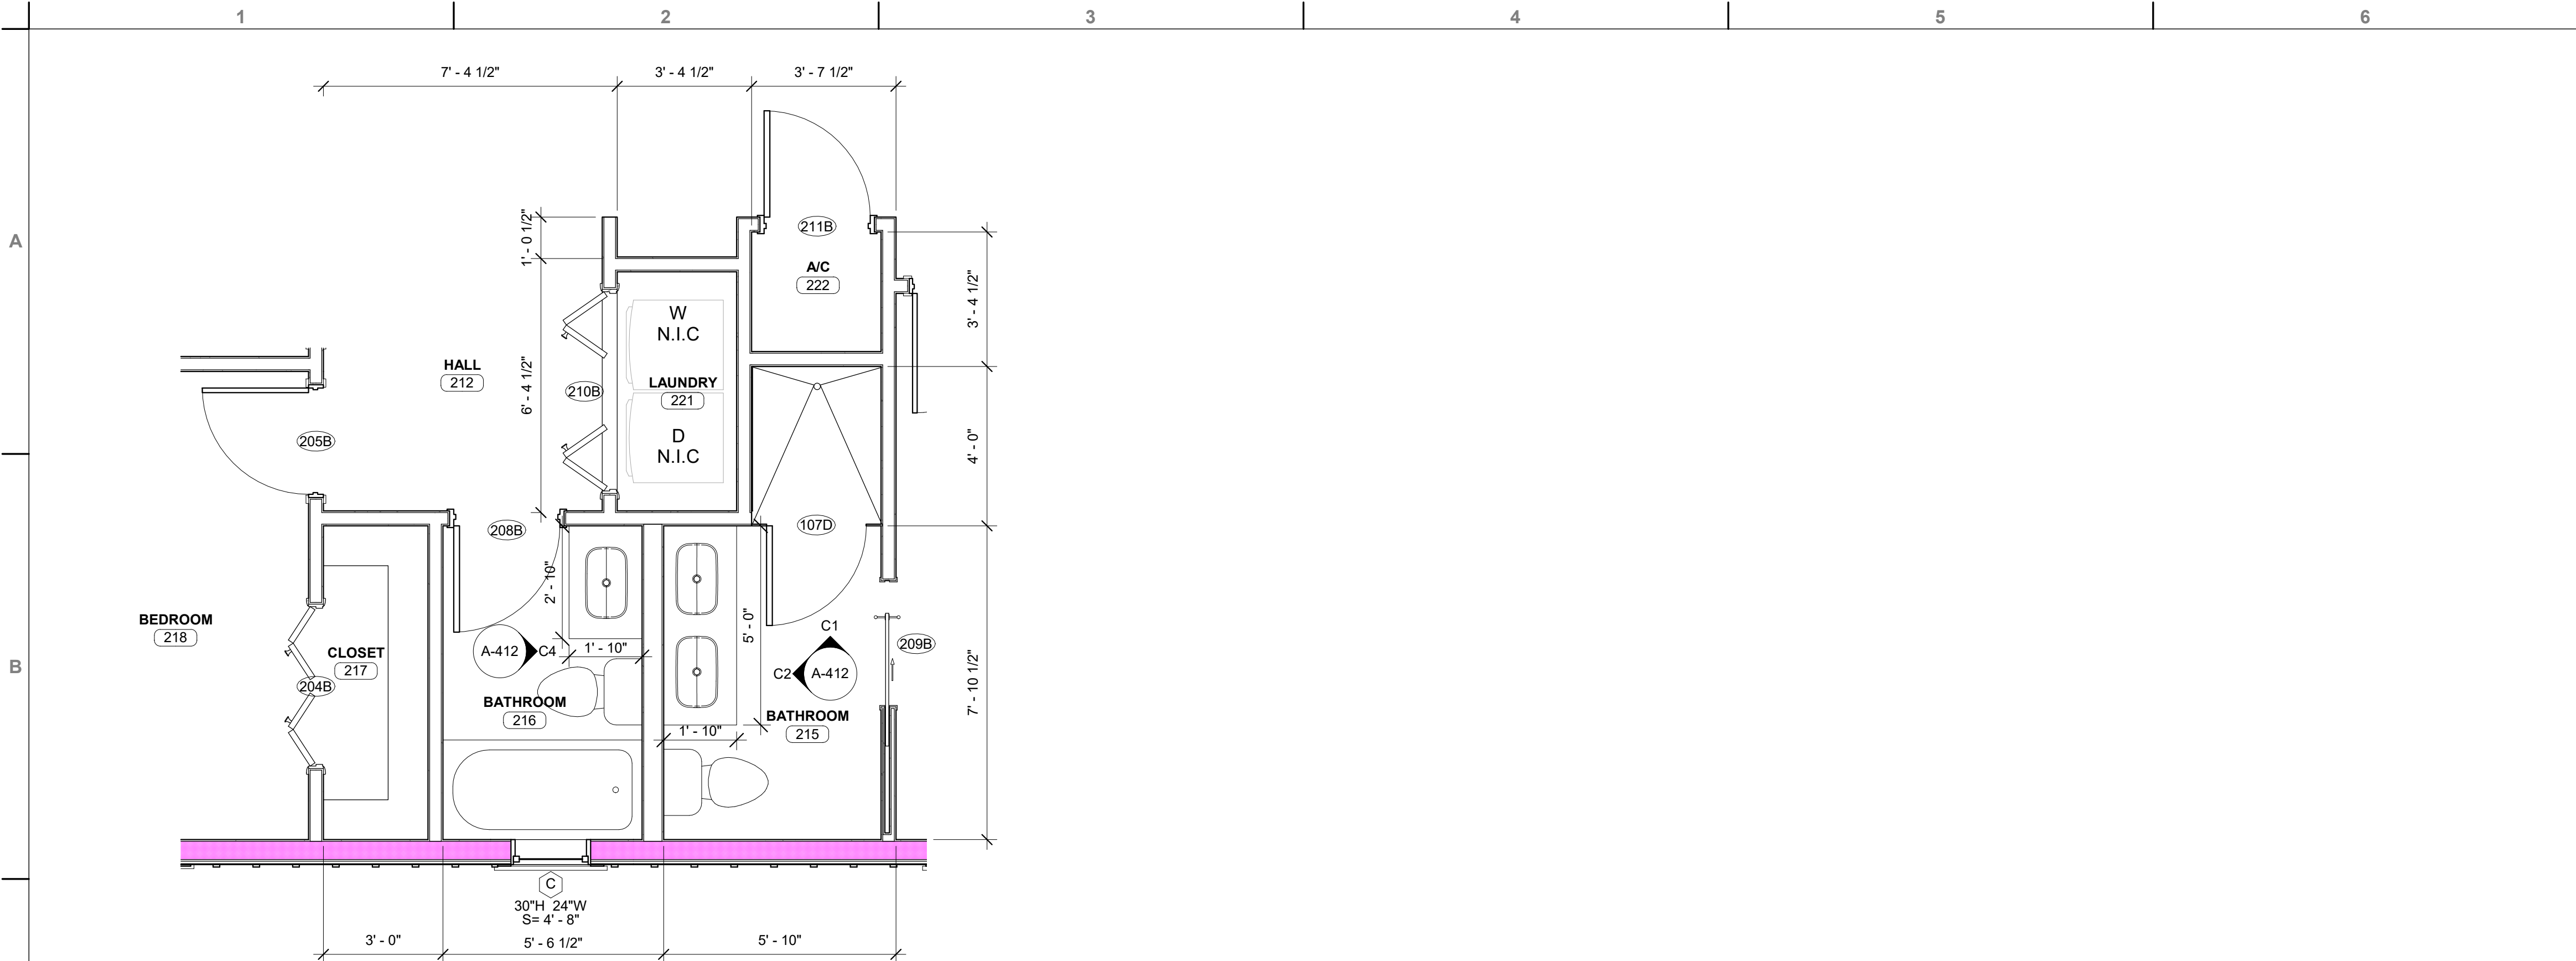 1 2 3 4 5 6
7' - 4 1/2" 3' - 4 1/2" 3' - 7 1/2"
A
1' - 0 1/2"
211B
A/C
222
3' - 4 1/2"
W
N.I.C
HALL
212
6' - 4 1/2"
210B
LAUNDRY
221
D
N.I.C
205B
4' - 0"
208B
107D
2' - 10"
5' - 0"
BEDROOM
218
CLOSET
217
204B
A-412 C4
1' - 10"
C1
C2 A-412
209B
B
BATHROOM
216
BATHROOM
215
1' - 10"
7' - 10 1/2"
C
30"H 24"W
S= 4' - 8"
3' - 0" 5' - 6 1/2" 5' - 10"